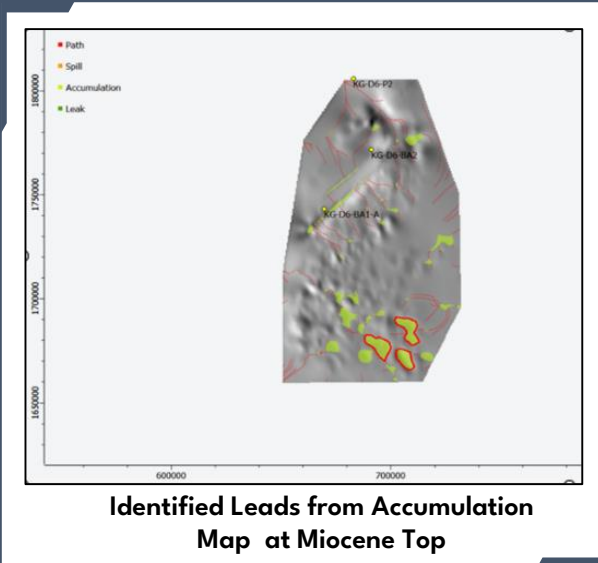 Path
Spill
Accumulation
Leak
KG-D6-P2
KG-D6-BA2
KG-D6-BA1-A
1800000
1750000
1700000
1650000
600000
700000
Identified Leads from Accumulation
Map at Miocene Top